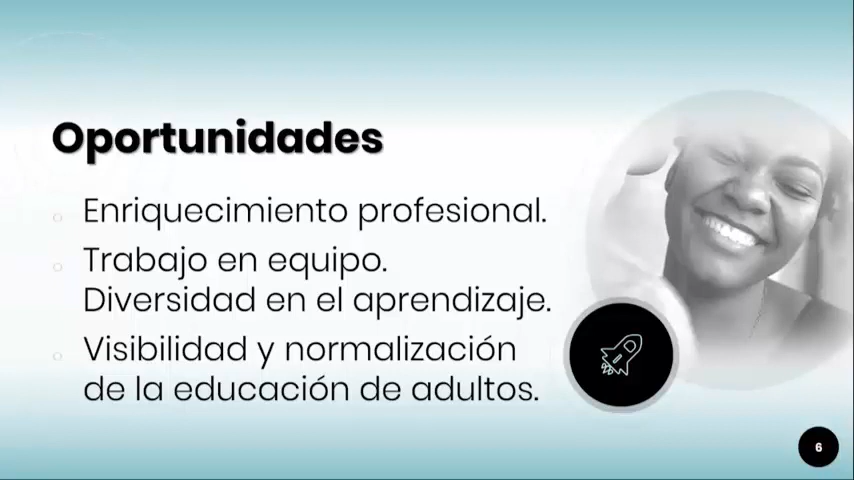 Oportunidades
Enriquecimiento profesional.
Trabajo en equipo.
Diversidad en el aprendizaje.
Visibilidad y normalización
de la educación de adultos.
6